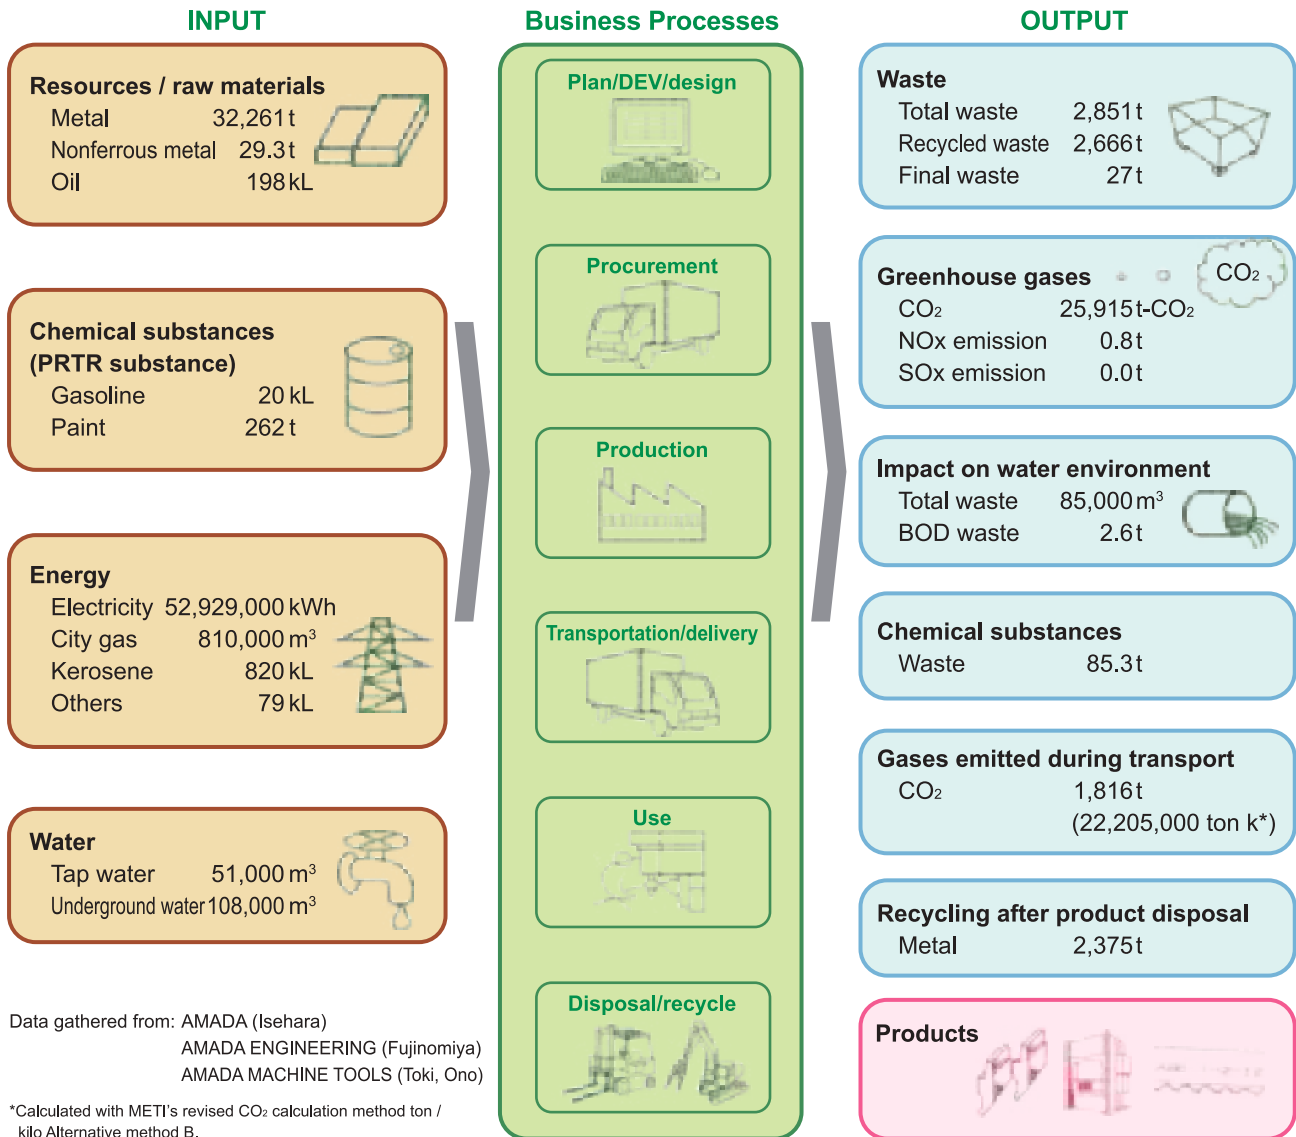 INPUT
Resources / raw materials
Metal 32,261 t
Nonferrous metal 29.3 t
Oil 198 kL
Chemical substances
(PRTR substance)
Gasoline 20 kL
Paint 262 t
Energy
Electricity 52,929,000 kWh
City gas 810,000 m³
Kerosene 820 kL
Others 79 kL
Water
Tap water 51,000 m³
Underground water 108,000 m³
Data gathered from: AMADA (Isehara)
AMADA ENGINEERING (Fujinomiya)
AMADA MACHINE TOOLS (Toki, Ono)
*Calculated with METI's revised CO₂ calculation method ton /
kilo Alternative method B.
Business Processes
Plan/DEV/design
Procurement
Production
Transportation/delivery
Use
Disposal/recycle
OUTPUT
Waste
Total waste 2,851 t
Recycled waste 2,666 t
Final waste 27 t
Greenhouse gases
CO₂
CO₂ 25,915 t-CO₂
NOx emission 0.8 t
SOx emission 0.0 t
Impact on water environment
Total waste 85,000 m³
BOD waste 2.6 t
Chemical substances
Waste 85.3 t
Gases emitted during transport
CO₂ 1,816 t
(22,205,000 ton k*)
Recycling after product disposal
Metal 2,375 t
Products